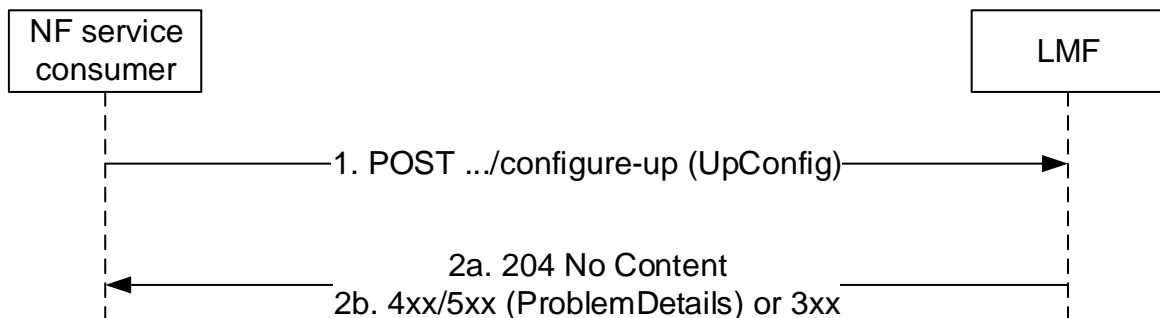 NF service
consumer
LMF
1. POST .../configure-up (UpConfig)
2a. 204 No Content
2b. 4xx/5xx (ProblemDetails) or 3xx